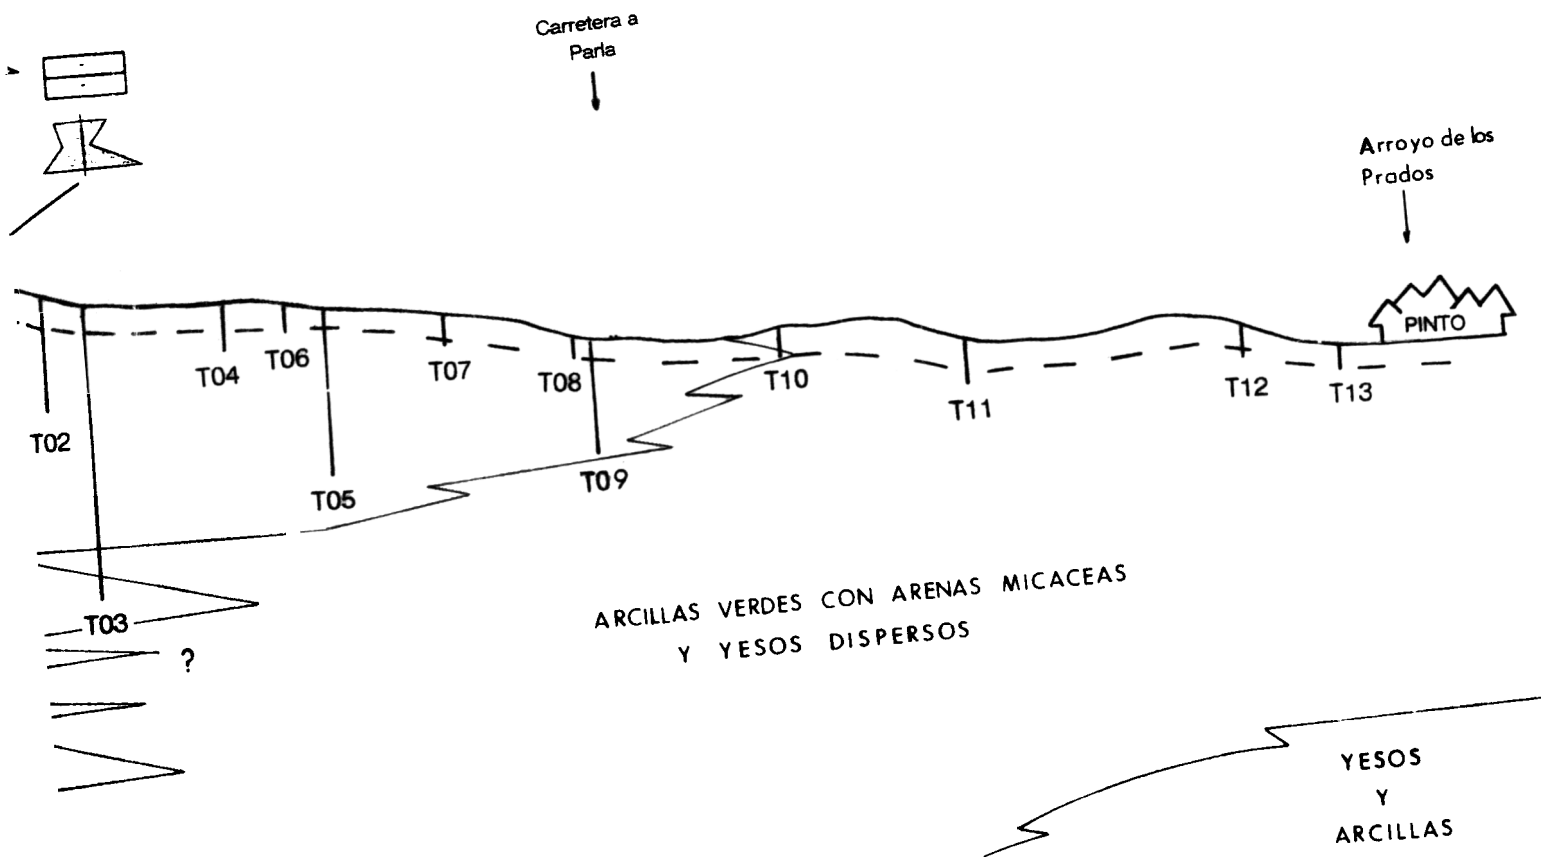 Carretera a
Parla
Arroyo de los
Prados
PINTO
T02
T03
T04
T05
T06
T07
T08
T09
T10
T11
T12
T13
?
ARCILLAS VERDES CON ARENAS MICACEAS
Y YESOS DISPERSOS
YESOS
Y
ARCILLAS